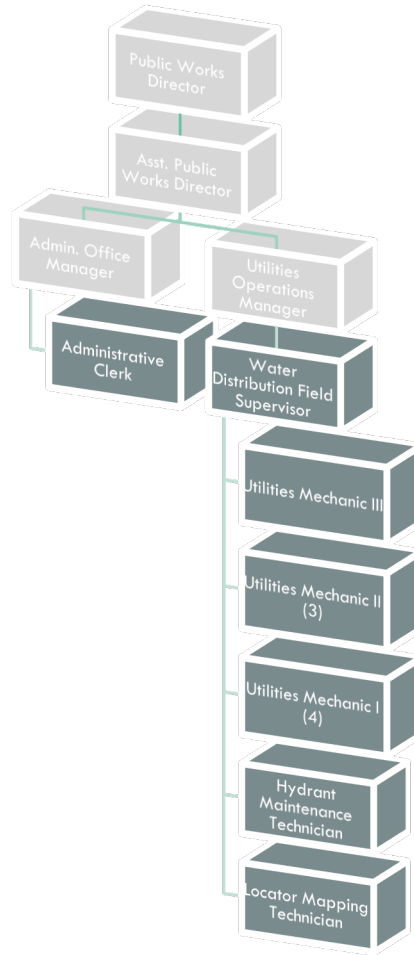 Public Works
Director
Asst. Public
Works Director
Admin. Office
Manager
Utilities
Operations
Manager
Administrative
Clerk
Water
Distribution Field
Supervisor
Utilities Mechanic III
Utilities Mechanic II
(3)
Utilities Mechanic I
(4)
Hydrant
Maintenance
Technician
Locator Mapping
Technician